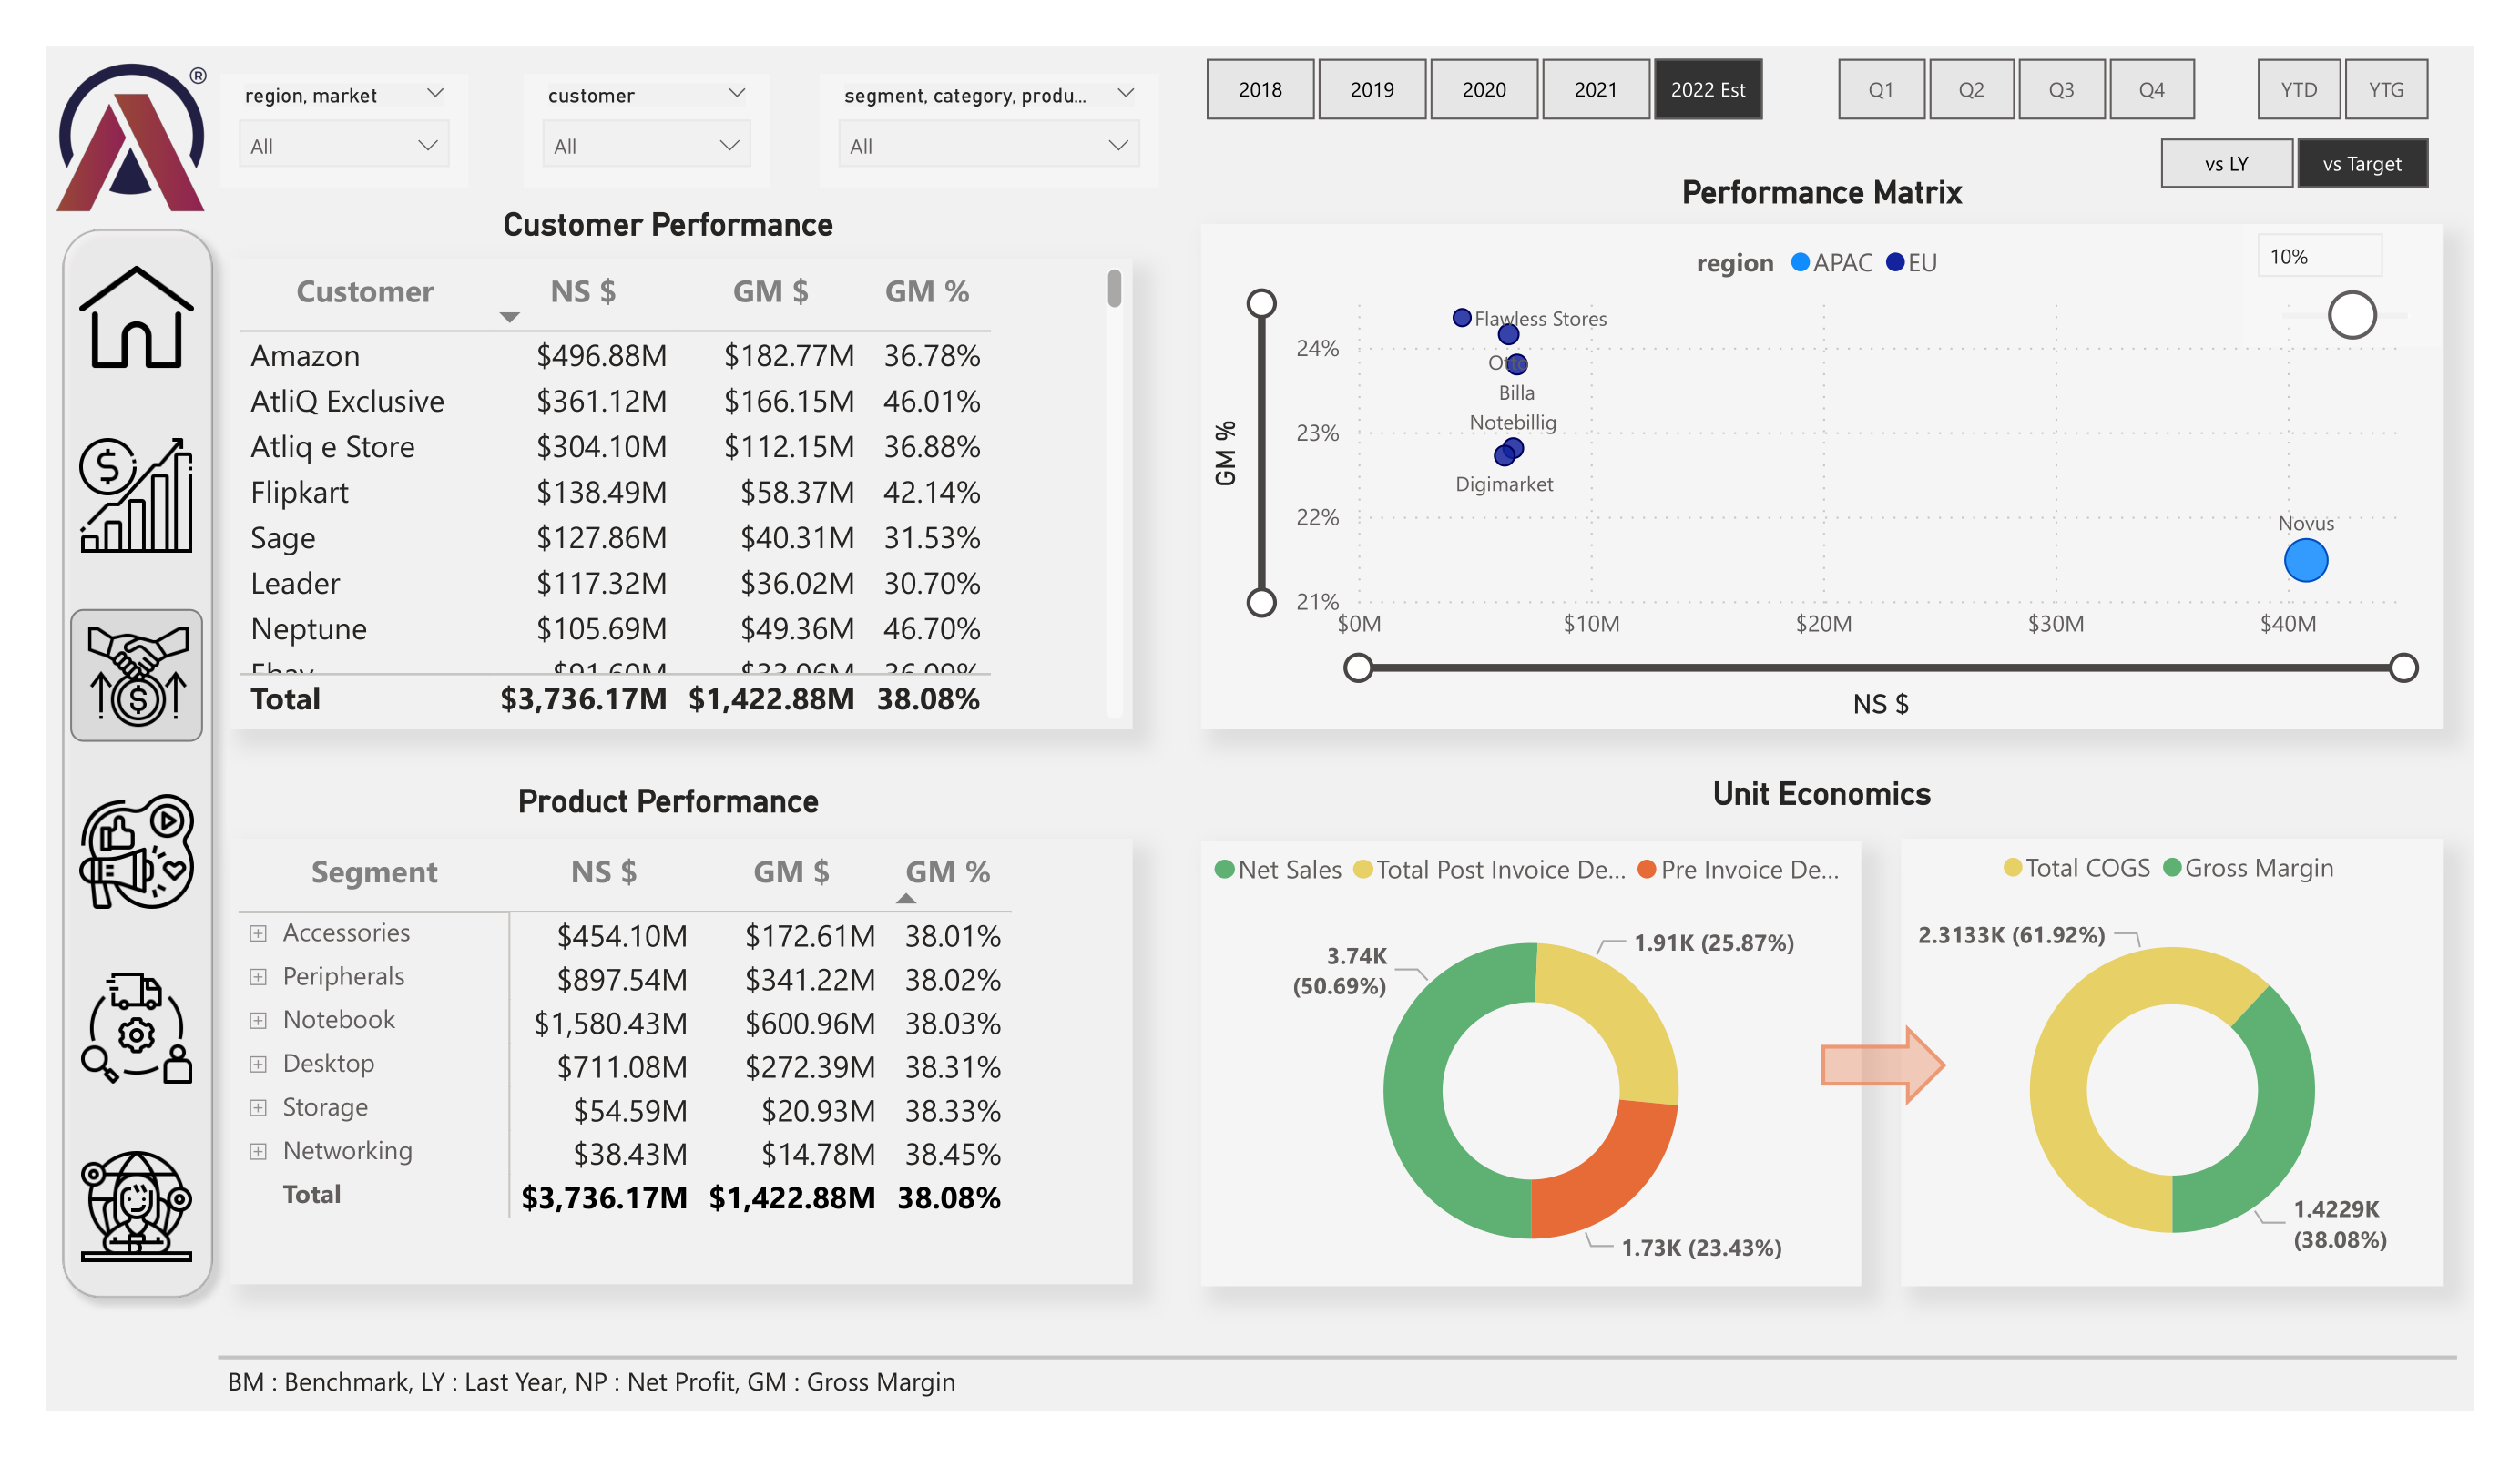 ®
region, market
All
customer
All
segment, category, produ...
All
2018 2019 2020 2021 2022 Est
Q1 Q2 Q3 Q4
YTD YTG
vs LY vs Target
Customer Performance
Customer NS $ GM $ GM %
Amazon $496.88M $182.77M 36.78%
AtliQ Exclusive $361.12M $166.15M 46.01%
Atliq e Store $304.10M $112.15M 36.88%
Flipkart $138.49M $58.37M 42.14%
Sage $127.86M $40.31M 31.53%
Leader $117.32M $36.02M 30.70%
Neptune $105.69M $49.36M 46.70%
Ebay $91.60M $33.06M 36.09%
Total $3,736.17M $1,422.88M 38.08%
Performance Matrix
region APAC EU
10%
GM %
24%
23%
22%
21%
Flawless Stores
Otto
Billa
Notebillig
Digimarket
Novus
$0M $10M $20M $30M $40M
NS $
Product Performance
Segment NS $ GM $ GM %
Accessories $454.10M $172.61M 38.01%
Peripherals $897.54M $341.22M 38.02%
Notebook $1,580.43M $600.96M 38.03%
Desktop $711.08M $272.39M 38.31%
Storage $54.59M $20.93M 38.33%
Networking $38.43M $14.78M 38.45%
Total $3,736.17M $1,422.88M 38.08%
Unit Economics
Net Sales Total Post Invoice De... Pre Invoice De...
3.74K
(50.69%)
1.91K (25.87%)
1.73K (23.43%)
Total COGS Gross Margin
2.3133K (61.92%)
1.4229K
(38.08%)
BM : Benchmark, LY : Last Year, NP : Net Profit, GM : Gross Margin